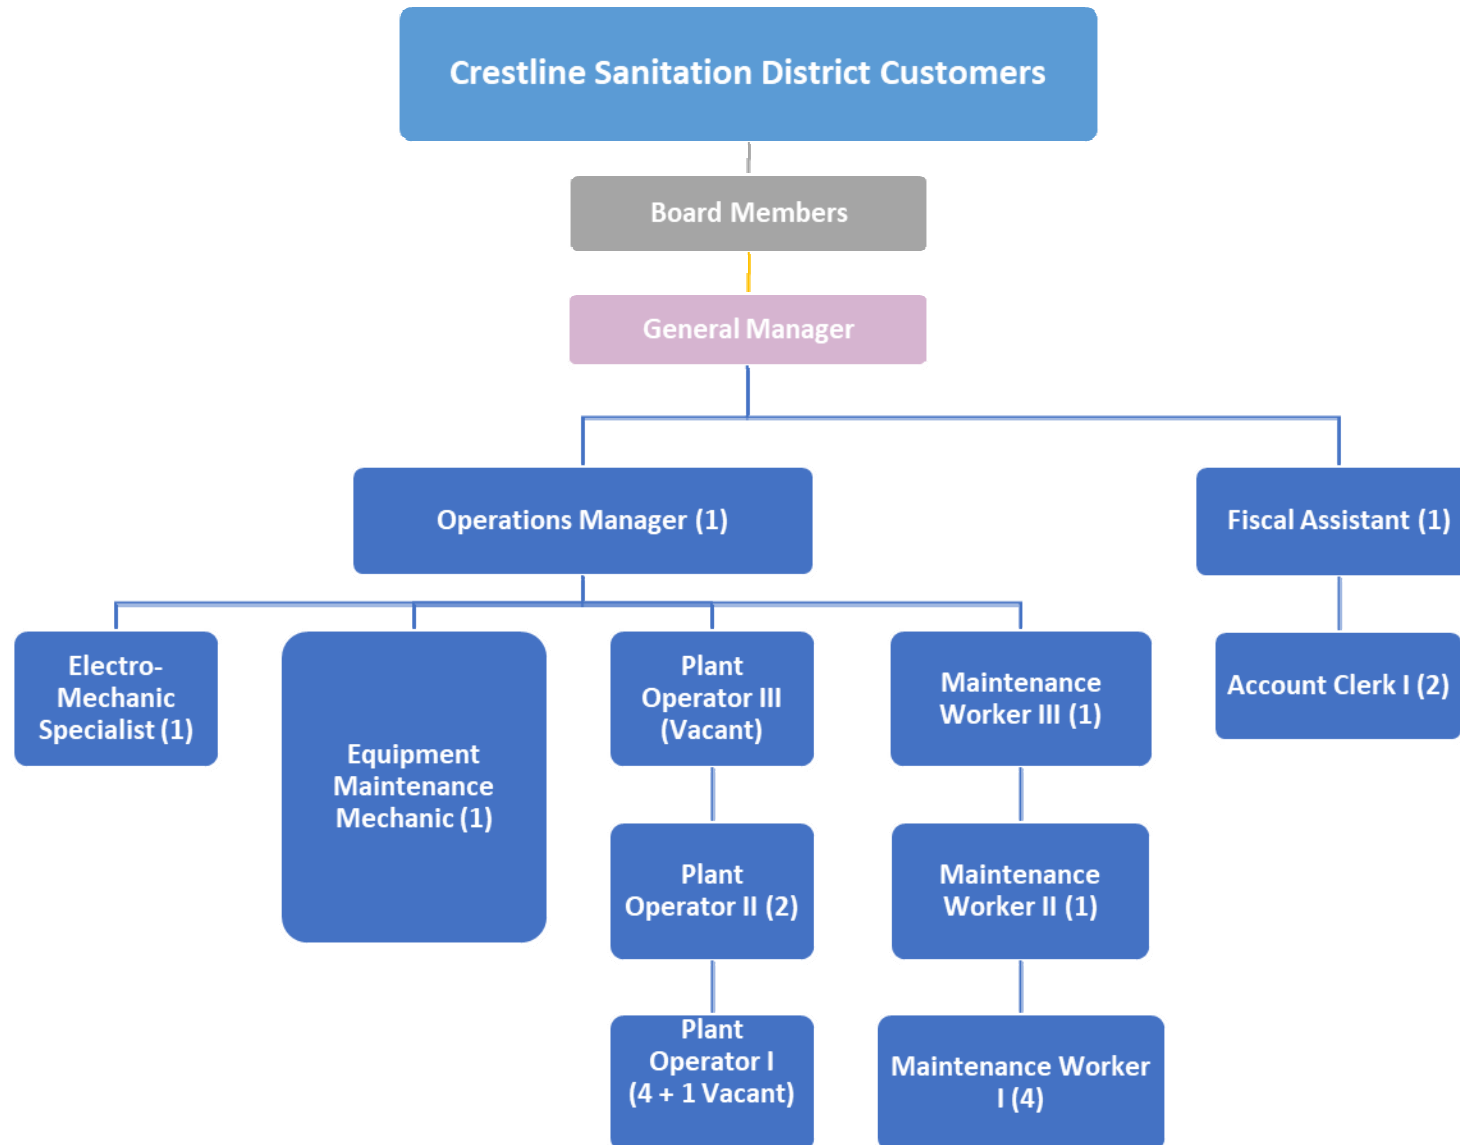 Crestline Sanitation District Customers
Board Members
General Manager
Operations Manager (1)
Fiscal Assistant (1)
Electro-
Mechanic
Specialist (1)
Equipment
Maintenance
Mechanic (1)
Plant
Operator III
(Vacant)
Maintenance
Worker III (1)
Account Clerk I (2)
Plant
Operator II (2)
Maintenance
Worker II (1)
Plant
Operator I
(4 + 1 Vacant)
Maintenance Worker
I (4)